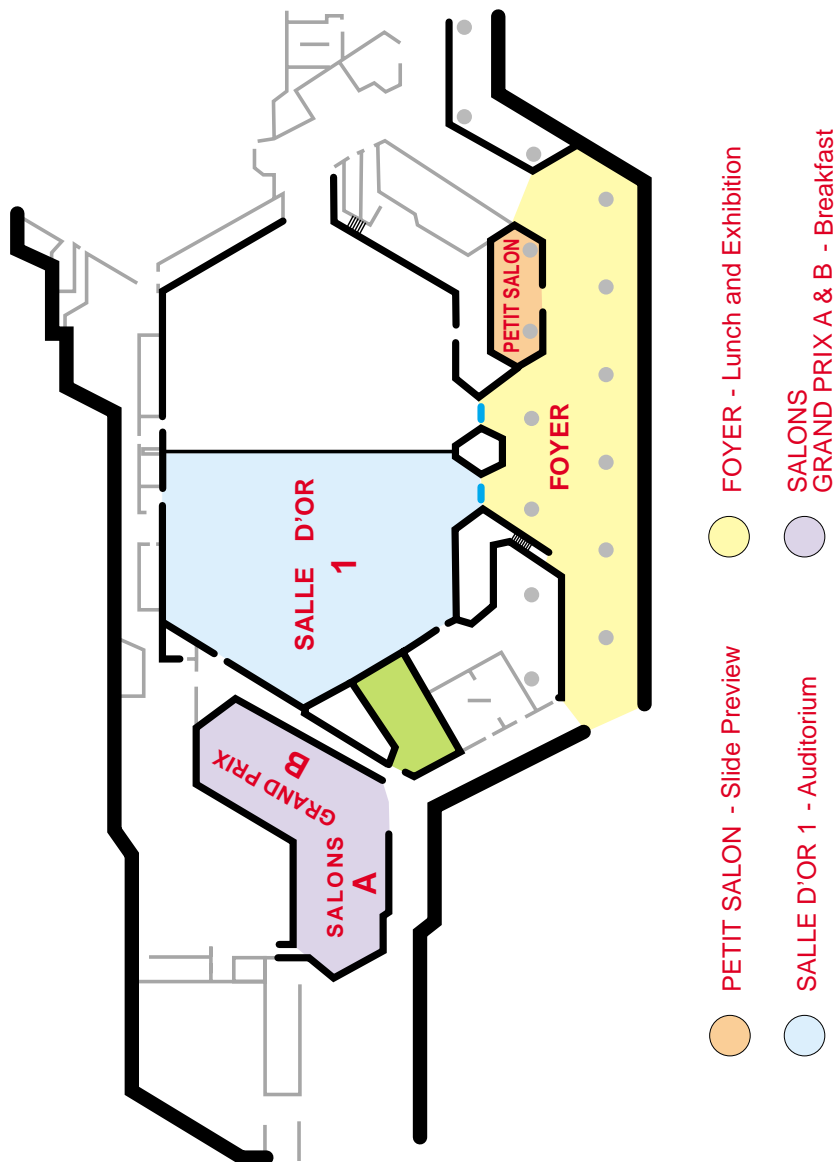 SALLE D'OR
1
PETIT SALON
FOYER
GRAND PRIX
B
SALONS
A
PETIT SALON - Slide Preview
SALLE D'OR 1 - Auditorium
FOYER - Lunch and Exhibition
SALONS
GRAND PRIX A & B - Breakfast